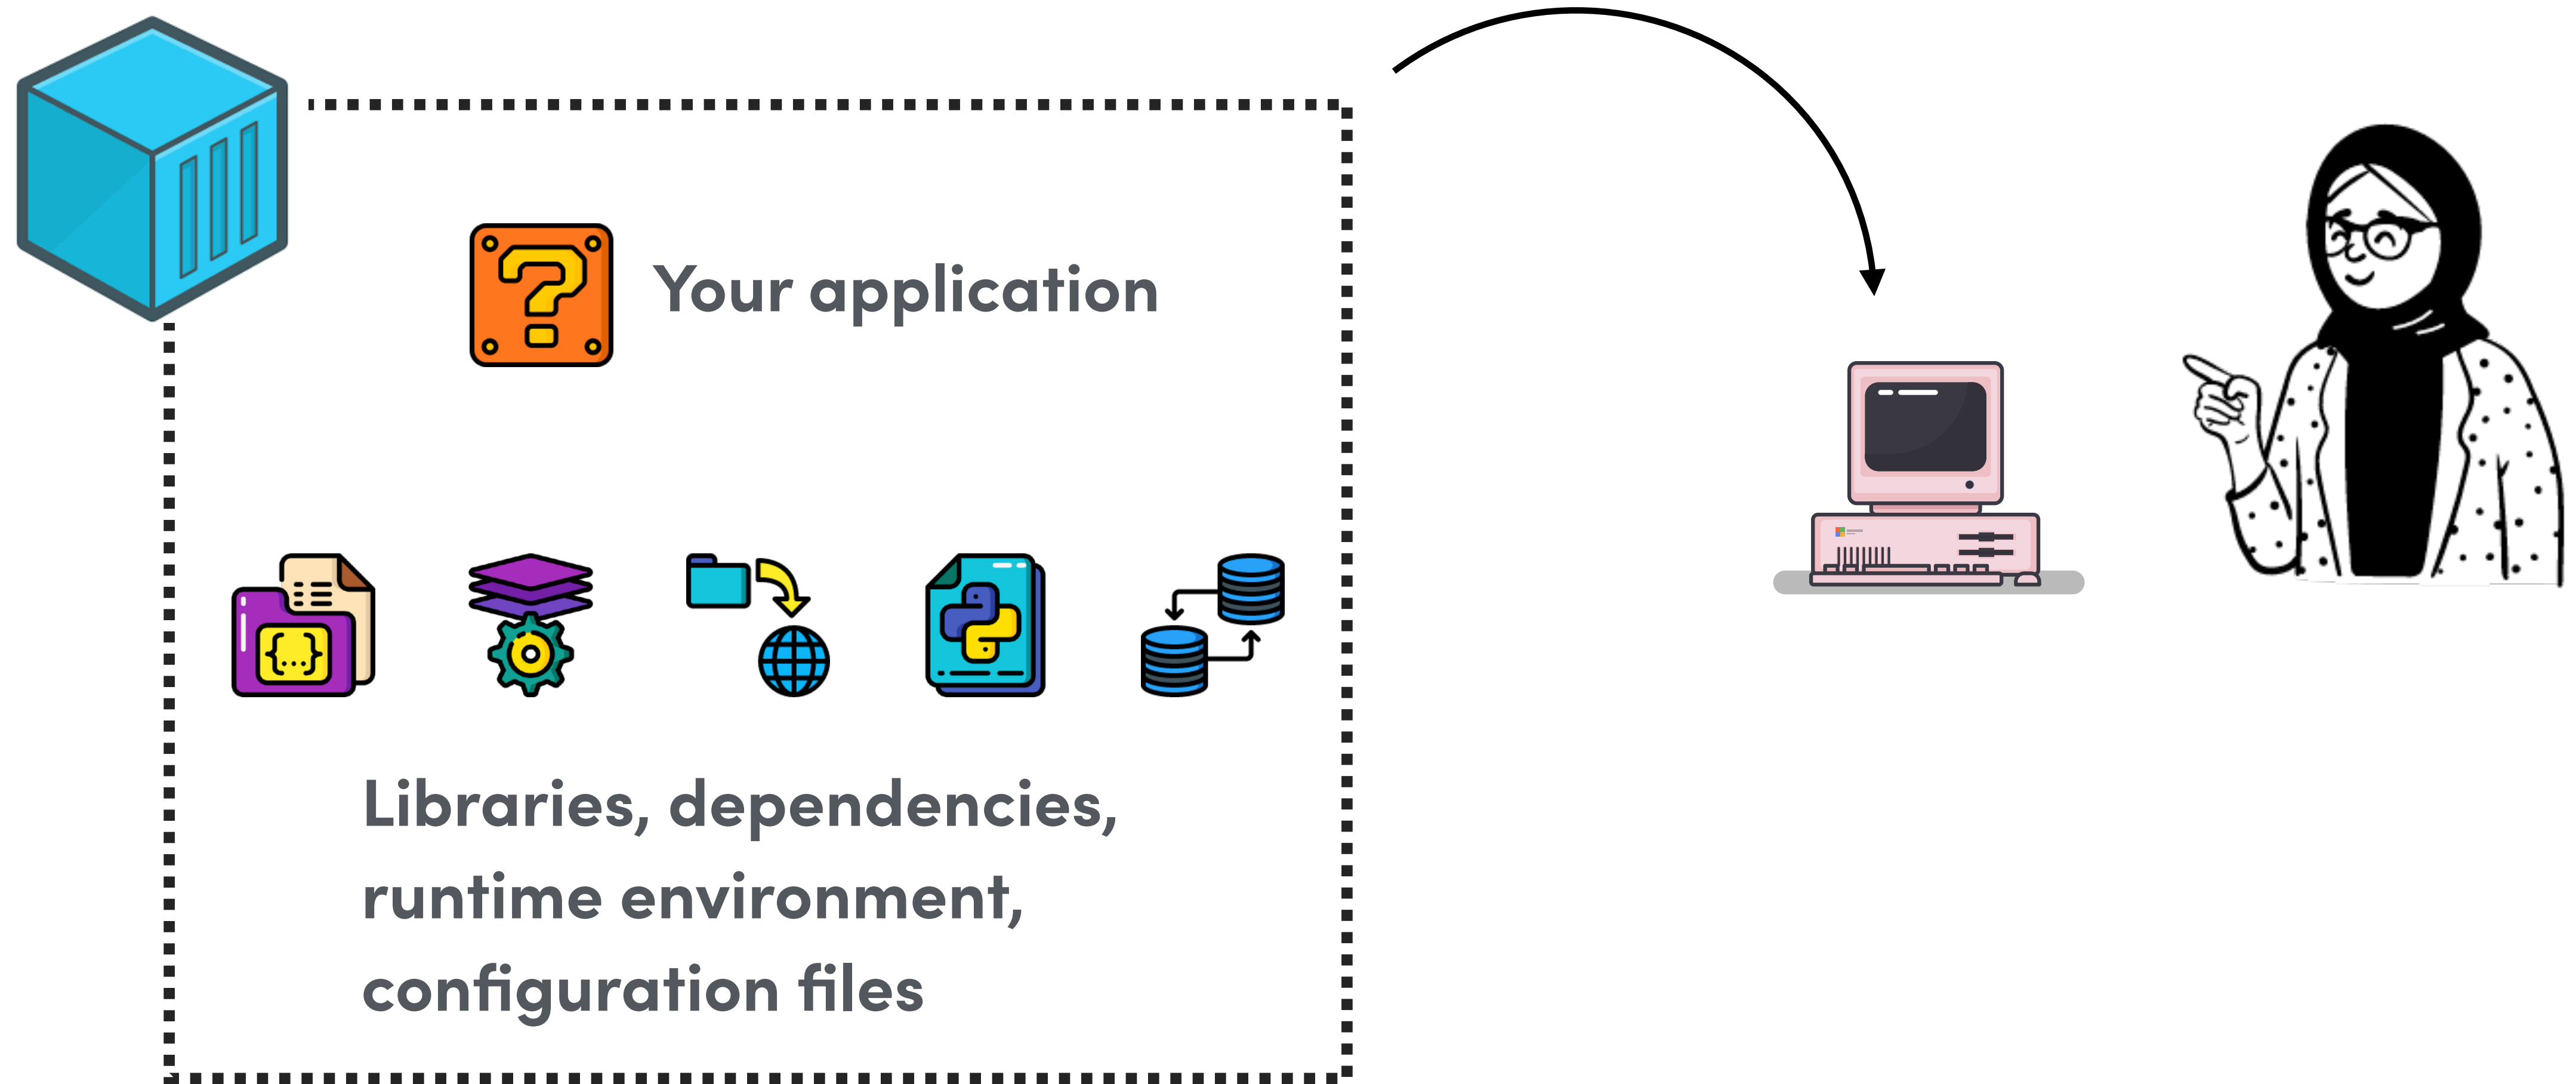 Your application
Libraries, dependencies,
runtime environment,
configuration files